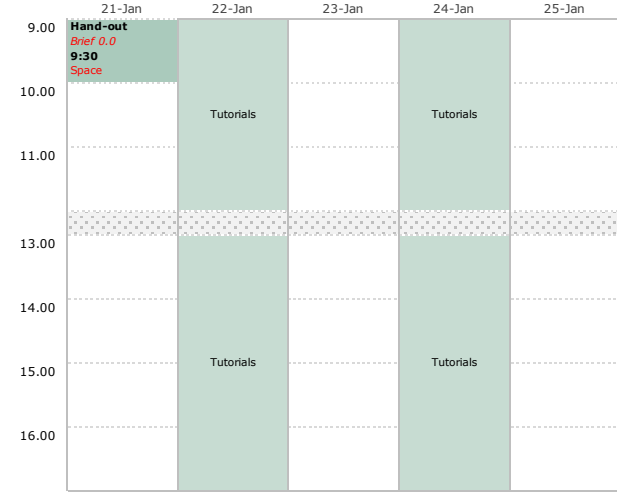 21-Jan 22-Jan 23-Jan 24-Jan 25-Jan
9.00
Hand-out
Brief 0.0
9:30
Space
10.00
Tutorials Tutorials
11.00
13.00
14.00
15.00
Tutorials Tutorials
16.00